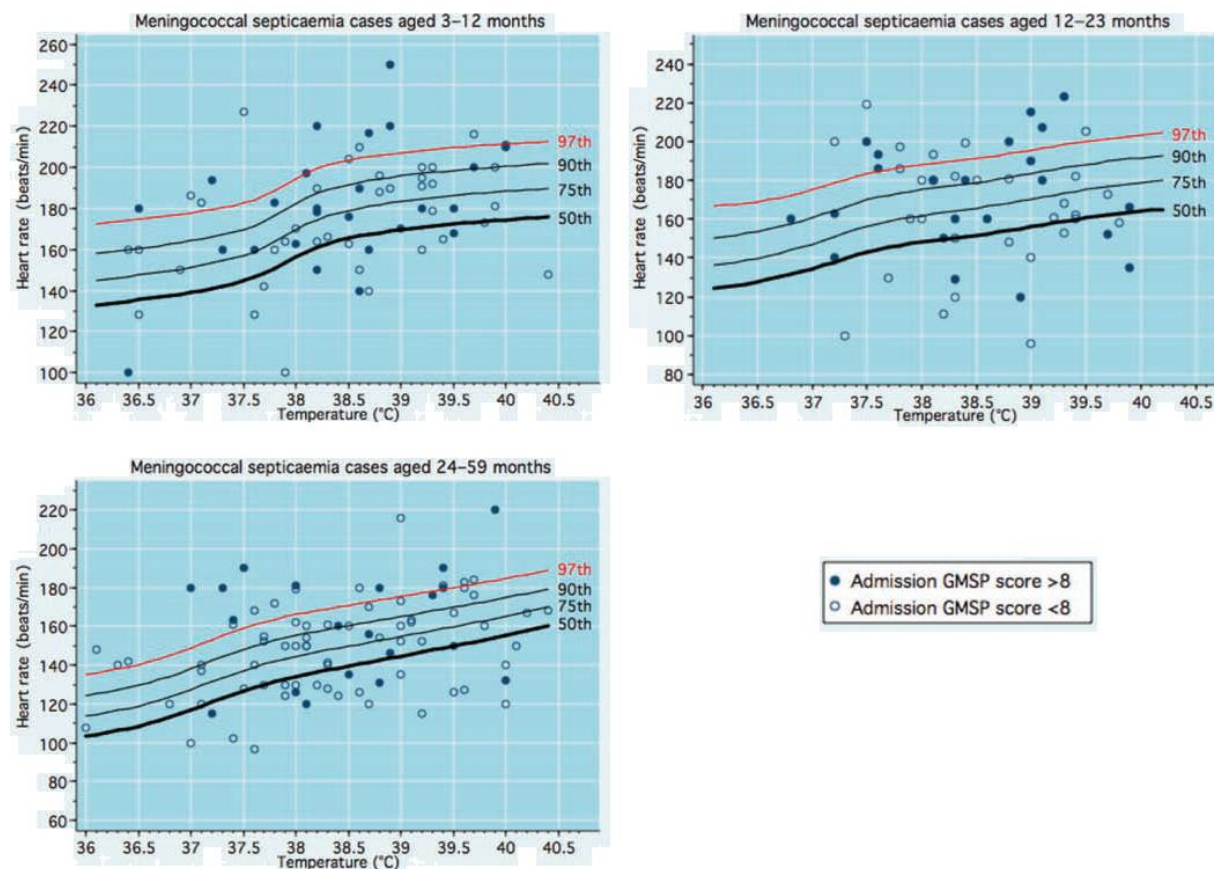 Meningococcal septicaemia cases aged 3–12 months
260
240
220
200
180
160
140
120
100
Heart rate (beats/min)
97th
90th
75th
50th
36 36.5 37 37.5 38 38.5 39 39.5 40 40.5
Temperature (°C)
Meningococcal septicaemia cases aged 12–23 months
240
220
200
180
160
140
120
100
80
Heart rate (beats/min)
97th
90th
75th
50th
36 36.5 37 37.5 38 38.5 39 39.5 40 40.5
Temperature (°C)
Meningococcal septicaemia cases aged 24–59 months
220
200
180
160
140
120
100
80
60
Heart rate (beats/min)
97th
90th
75th
50th
36 36.5 37 37.5 38 38.5 39 39.5 40 40.5
Temperature (°C)
Admission GMSP score >8
Admission GMSP score <8